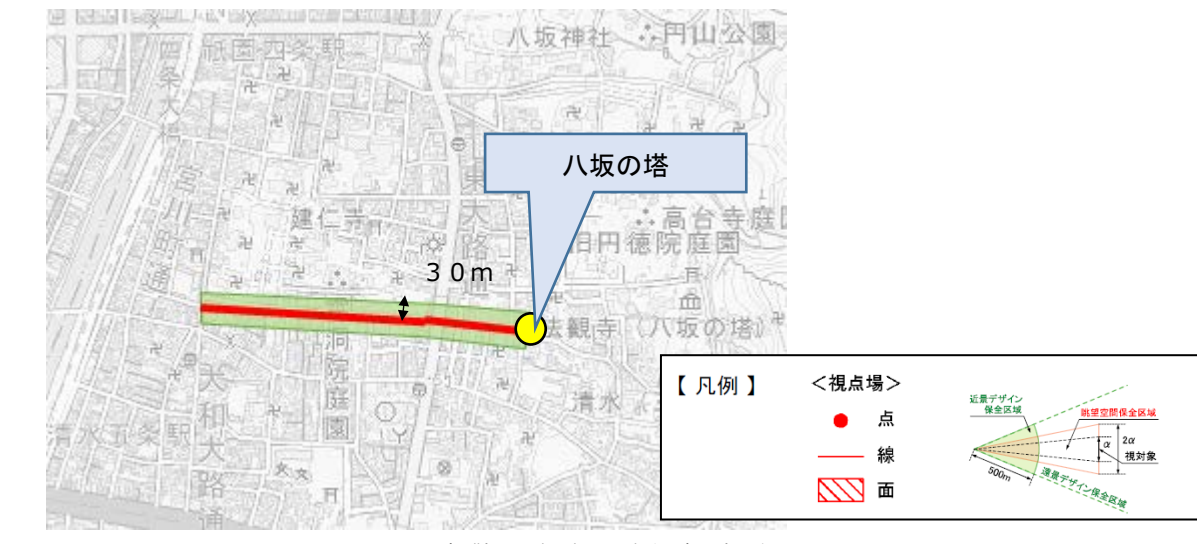 祇園四条駅
八坂神社
円山公園
四条大橋
八坂の塔
宮川町通
建仁寺
東大路通
高台寺庭園
旧円徳院庭園
30m
法観寺(八坂の塔)
洞院庭園
大和大路通
清水五条駅
清水
【 凡例 】
<視点場>
点
線
面
近景デザイン
保全区域
眺望空間保全区域
α
2α
視対象
500m
遠景デザイン保全区域